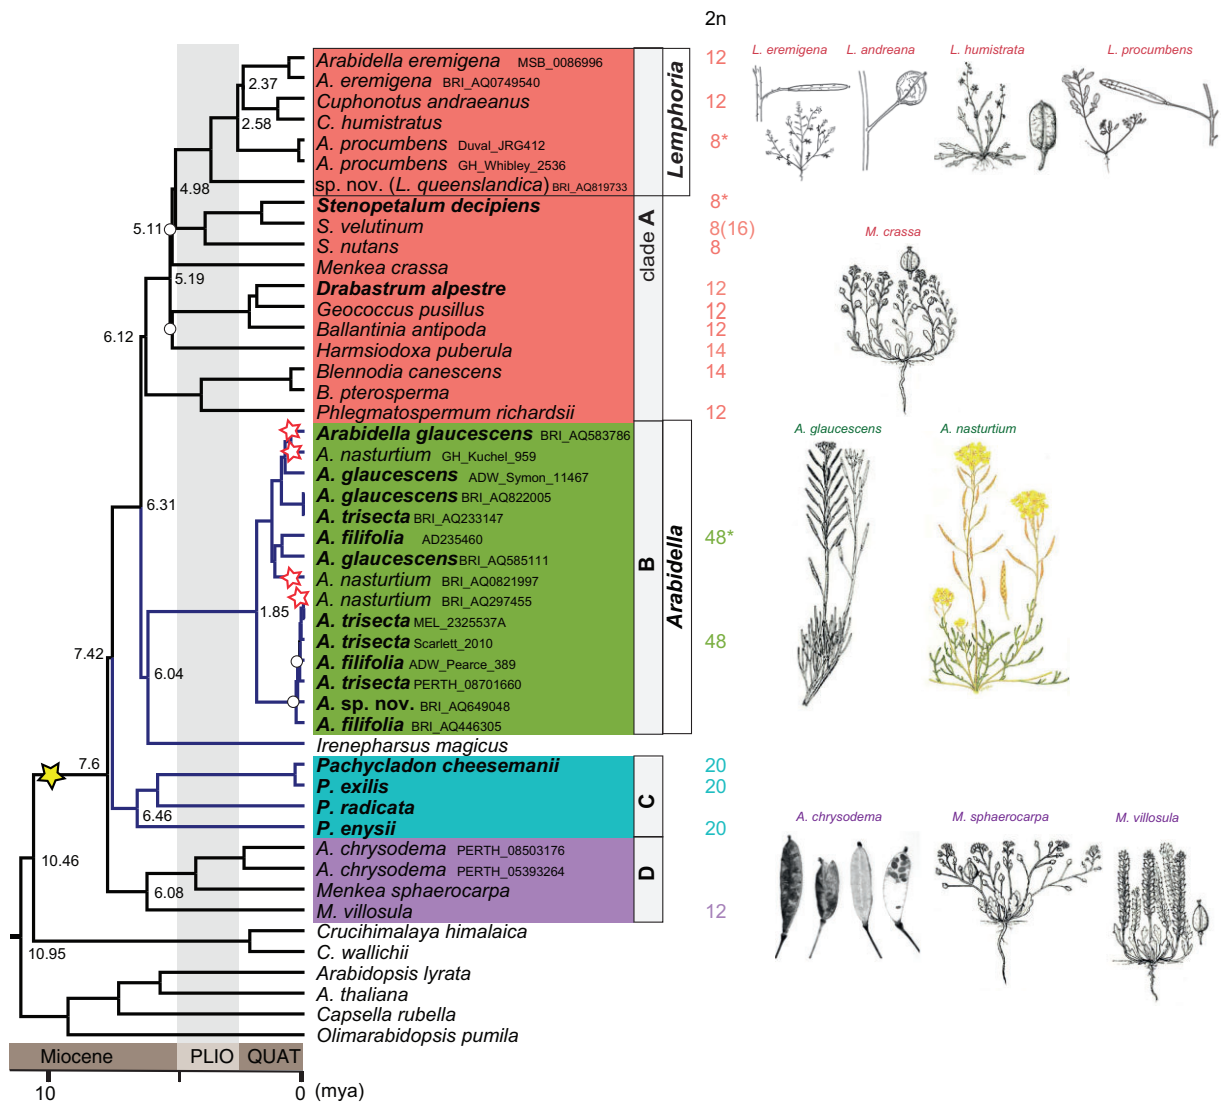 2n
L. eremigena L. andreana L. humistrata L. procumbens
Arabidella eremigena MSB_0086996 12
A. eremigena BRI_AQ0749540
2.37
Cuphonotus andraeanus 12
2.58
C. humistratus
A. procumbens Duval_JRG412 8*
A. procumbens GH_Whibley_2536
4.98
sp. nov. (L. queenslandica) BRI_AQ819733
Lemphoria
Stenopetalum decipiens 8*
5.11
S. velutinum 8(16)
M. crassa
S. nutans 8
Menkea crassa
5.19
Drabastrum alpestre 12
Geococcus pusillus 12
Ballantinia antipoda 12
6.12
Harmsiodoxa puberula 14
Blennodia canescens 14
B. pterosperma
Phlegmatospermum richardsii 12
clade A
A. glaucescens A. nasturtium
Arabidella glaucescens BRI_AQ583786
A. nasturtium GH_Kuchel_959
A. glaucescens ADW_Symon_11467
A. glaucescens BRI_AQ822005
6.31
A. trisecta BRI_AQ233147
A. filifolia AD235460 48*
A. glaucescens BRI_AQ585111
A. nasturtium BRI_AQ0821997
A. nasturtium BRI_AQ297455
1.85
A. trisecta MEL_2325537A
A. trisecta Scarlett_2010 48
7.42
A. filifolia ADW_Pearce_389
6.04
A. trisecta PERTH_08701660
A. sp. nov. BRI_AQ649048
A. filifolia BRI_AQ446305
B
Arabidella
Irenepharsus magicus
7.6
Pachycladon cheesemanii 20
P. exilis 20
P. radicata
6.46
P. enysii 20
C
A. chrysodema M. sphaerocarpa M. villosula
A. chrysodema PERTH_08503176
10.46
A. chrysodema PERTH_05393264
6.08
Menkea sphaerocarpa
M. villosula 12
D
Crucihimalaya himalaica
10.95
C. wallichii
Arabidopsis lyrata
A. thaliana
Capsella rubella
Olimarabidopsis pumila
Miocene PLIO QUAT
10 0 (mya)